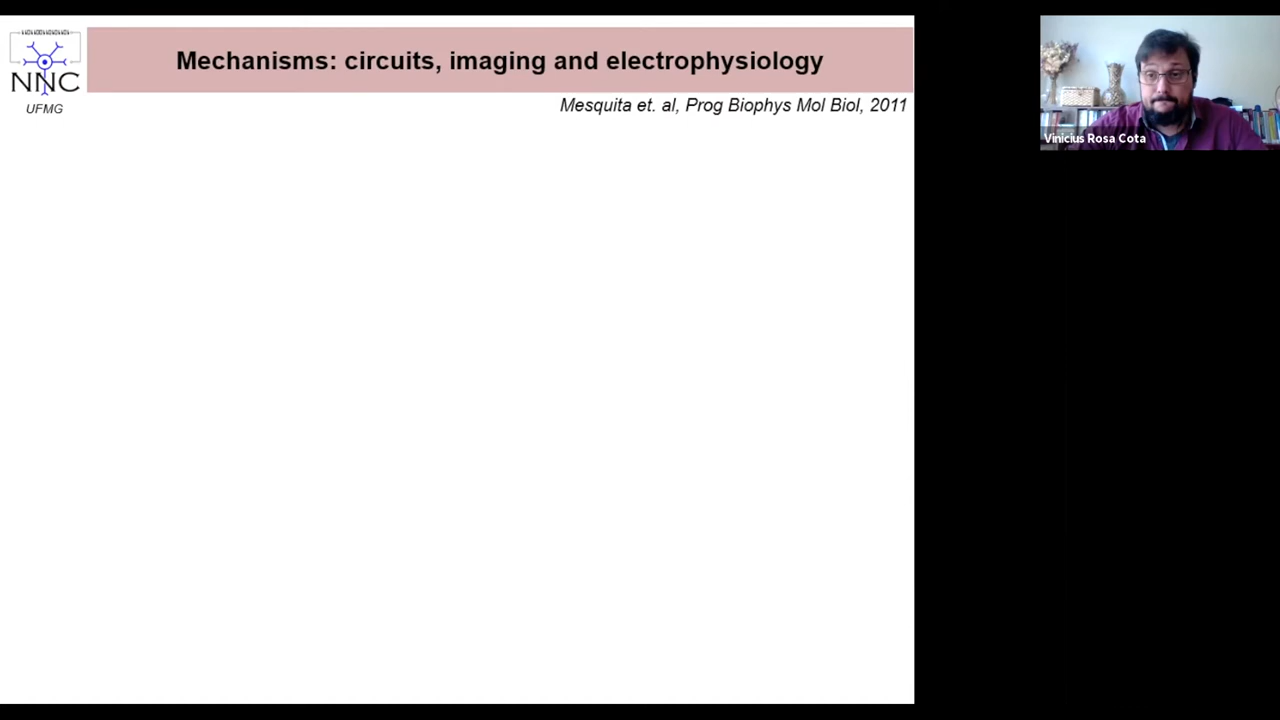 Mechanisms: circuits, imaging and electrophysiology
NNC
UFMG
Mesquita et. al, Prog Biophys Mol Biol, 2011
Vinicius Rosa Cota